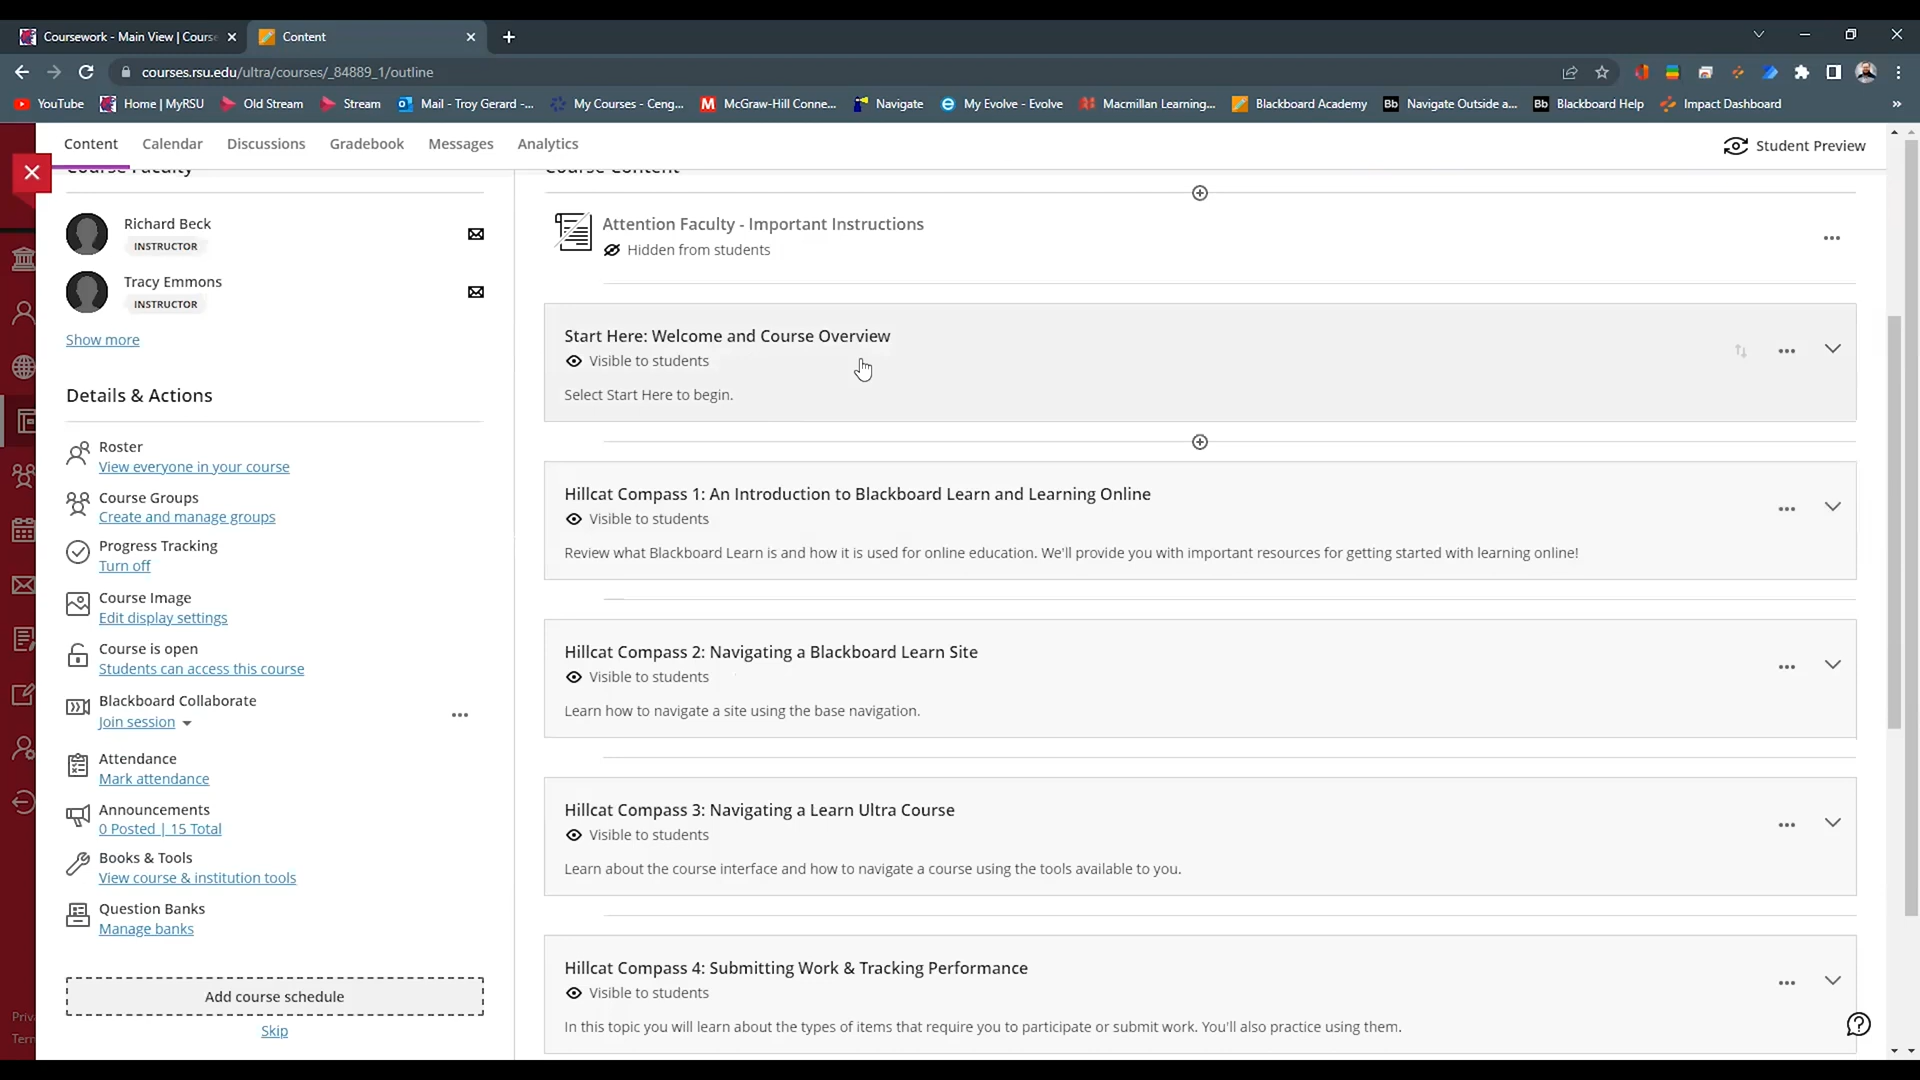 Coursework - Main View | Course
Content
courses.rsu.edu/ultra/courses/_84889_1/outline
YouTube
Home | MyRSU
Old Stream
Stream
Mail - Troy Gerard -...
My Courses - Ceng...
McGraw-Hill Conne...
Navigate
My Evolve - Evolve
Macmillan Learning...
Blackboard Academy
Bb Navigate Outside a...
Bb Blackboard Help
Impact Dashboard
»
Content
Calendar
Discussions
Gradebook
Messages
Analytics
Student Preview
Course Faculty
Richard Beck
INSTRUCTOR
Tracy Emmons
INSTRUCTOR
Show more
Details & Actions
Roster
View everyone in your course
Course Groups
Create and manage groups
Progress Tracking
Turn off
Course Image
Edit display settings
Course is open
Students can access this course
Blackboard Collaborate
Join session
Attendance
Mark attendance
Announcements
0 Posted | 15 Total
Books & Tools
View course & institution tools
Question Banks
Manage banks
Add course schedule
Skip
Priva
Term
Course Content
Attention Faculty - Important Instructions
Hidden from students
Start Here: Welcome and Course Overview
Visible to students
Select Start Here to begin.
Hillcat Compass 1: An Introduction to Blackboard Learn and Learning Online
Visible to students
Review what Blackboard Learn is and how it is used for online education. We'll provide you with important resources for getting started with learning online!
Hillcat Compass 2: Navigating a Blackboard Learn Site
Visible to students
Learn how to navigate a site using the base navigation.
Hillcat Compass 3: Navigating a Learn Ultra Course
Visible to students
Learn about the course interface and how to navigate a course using the tools available to you.
Hillcat Compass 4: Submitting Work & Tracking Performance
Visible to students
In this topic you will learn about the types of items that require you to participate or submit work. You'll also practice using them.